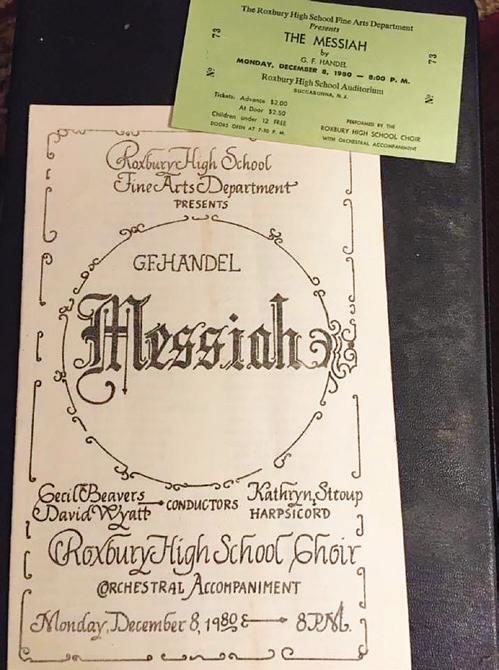 The Roxbury High School Fine Arts Department
Presents
THE MESSIAH
by
G. F. HANDEL
MONDAY, DECEMBER 8, 1980 — 8:00 P. M.
Roxbury High School Auditorium
SUCCASUNNA, N. J.
Tickets: Advance $2.00
At Door $2.50
Children under 12 FREE
DOORS OPEN AT 7:30 P. M.
PERFORMED BY THE
ROXBURY HIGH SCHOOL CHOIR
WITH ORCHESTRAL ACCOMPANIMENT
No 73
No 73
Roxbury High School
Fine Arts Department
PRESENTS
G.F. HANDEL
Messiah
Cecil Beavers
David Wyatt
CONDUCTORS
Kathryn Stroup
HARPSICORD
Roxbury High School Choir
ORCHESTRAL ACCOMPANIMENT
Monday, December 8, 1980 8 P.M.